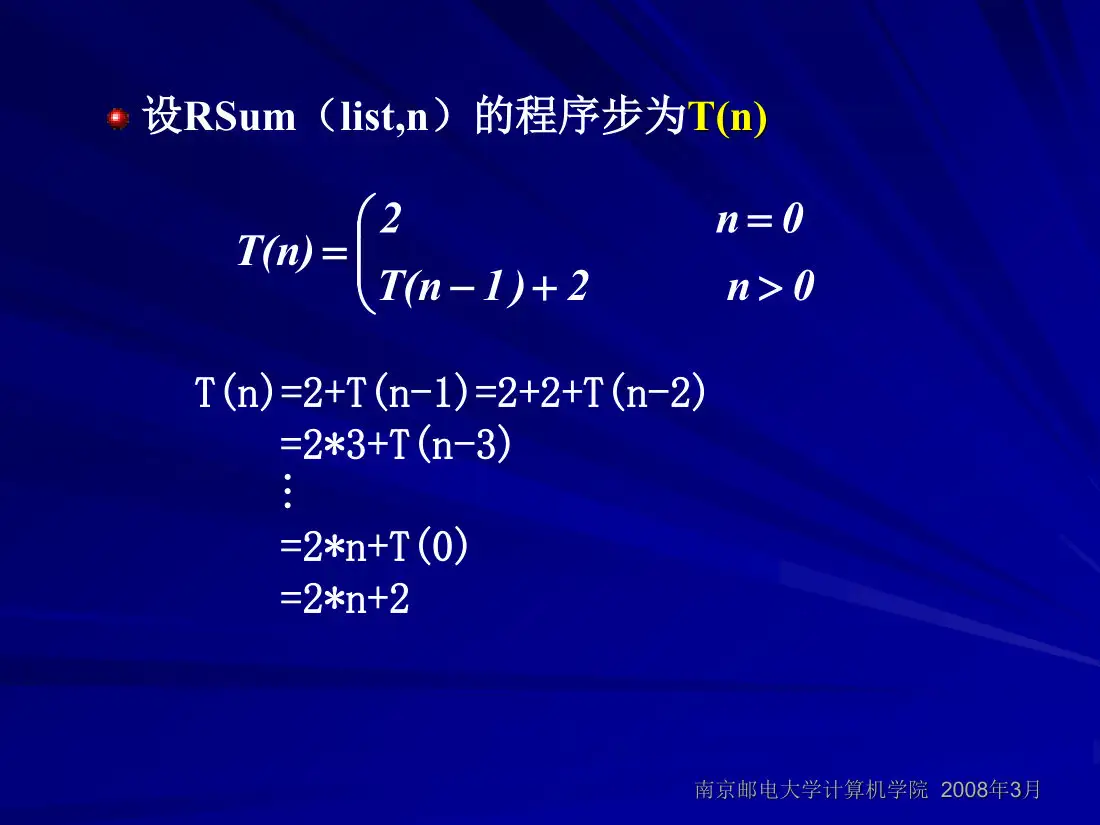 设RSum（list,n）的程序步为T(n)
2 n = 0
T(n) =
T(n − 1) + 2 n > 0
T(n)=2+T(n-1)=2+2+T(n-2)
=2*3+T(n-3)
⋮
=2*n+T(0)
=2*n+2
南京邮电大学计算机学院 2008年3月